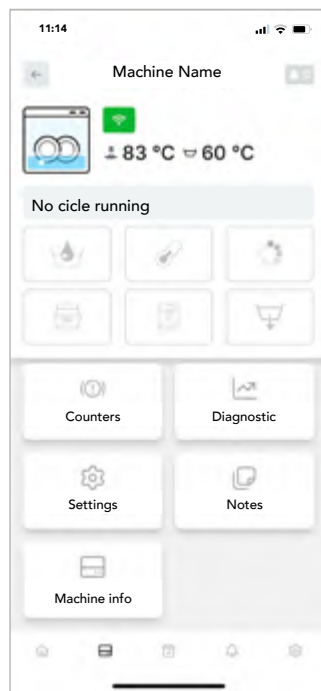 11:14
Machine Name
83 °C 60 °C
No cicle running
Counters Diagnostic
Settings Notes
Machine info